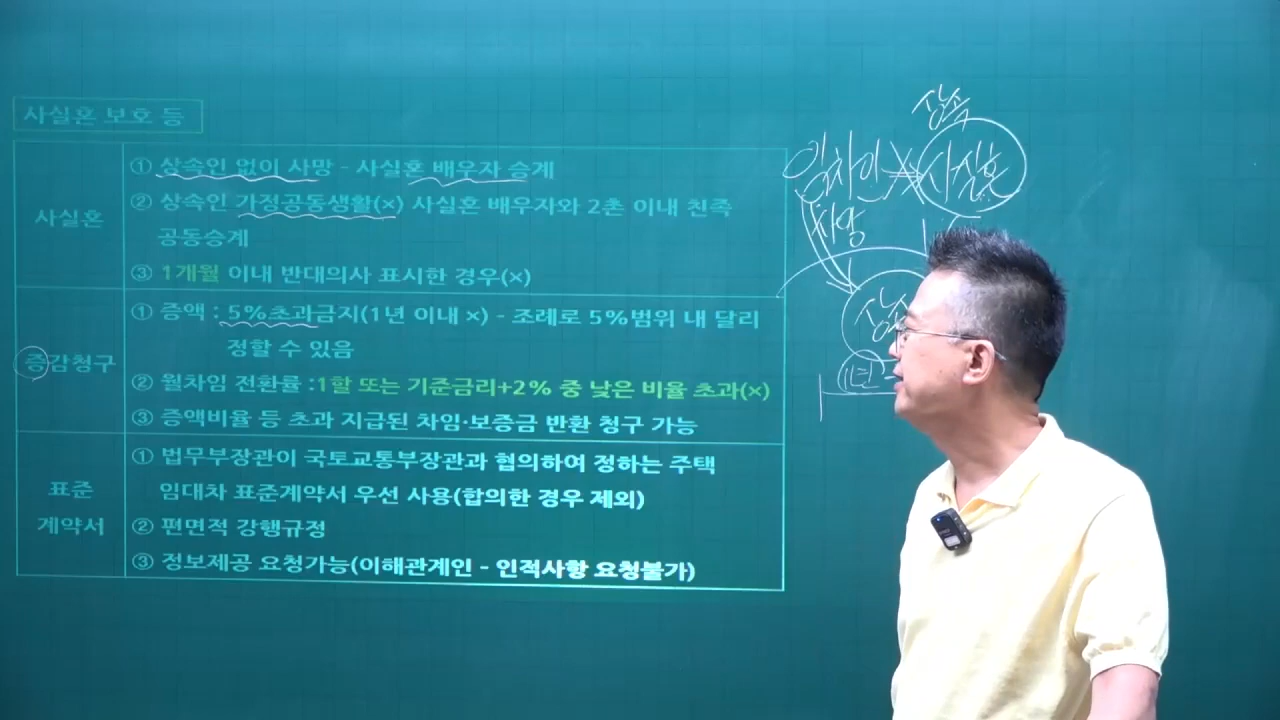 사실혼 보호 등
사실혼
① 상속인 없이 사망 - 사실혼 배우자 승계
② 상속인 가정공동생활(×) 사실혼 배우자와 2촌 이내 친족
공동승계
③ 1개월 이내 반대의사 표시한 경우(×)
증감청구
① 증액 : 5%초과금지(1년 이내 ×) - 조례로 5%범위 내 달리
정할 수 있음
② 월차임 전환률 :1할 또는 기준금리+2% 중 낮은 비율 초과(×)
③ 증액비율 등 초과 지급된 차임·보증금 반환 청구 가능
표준
계약서
① 법무부장관이 국토교통부장관과 협의하여 정하는 주택
임대차 표준계약서 우선 사용(합의한 경우 제외)
② 편면적 강행규정
③ 정보제공 요청가능(이해관계인 - 인적사항 요청불가)
상속
임차인 사실혼
사망